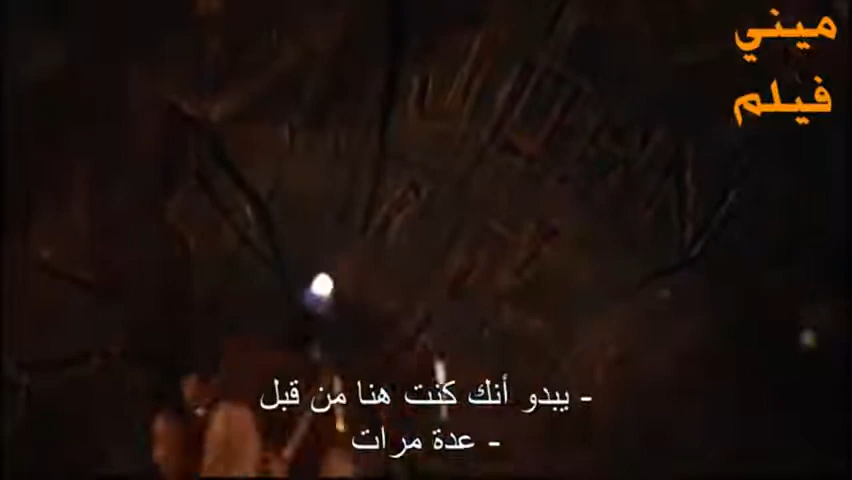 ميني
فيلم
- يبدو أنك كنت هنا من قبل
- عدة مرات